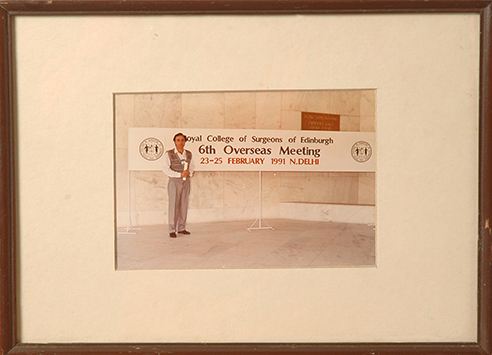 oyal College of Surgeons of Edinburgh
6th Overseas Meeting
23-25 FEBRUARY 1991 N.DELHI